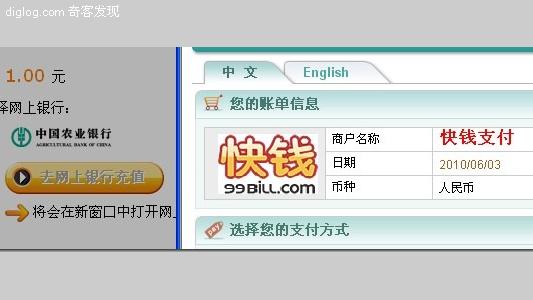 diglog.com 奇客发现
1.00 元
择网上银行:
中国农业银行
AGRICULTURAL BANK OF CHINA
去网上银行充值
将会在新窗口中打开网上
中 文
English
您的账单信息
快钱
99BILL.COM
商户名称
快钱支付
日期
2010/06/03
币种
人民币
pay
选择您的支付方式